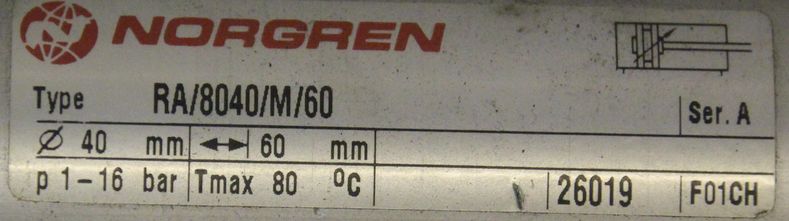 NORGREN
Type RA/8040/M/60 Ser. A
Ø 40 mm 60 mm
p 1-16 bar Tmax 80 °C 26019 F01CH